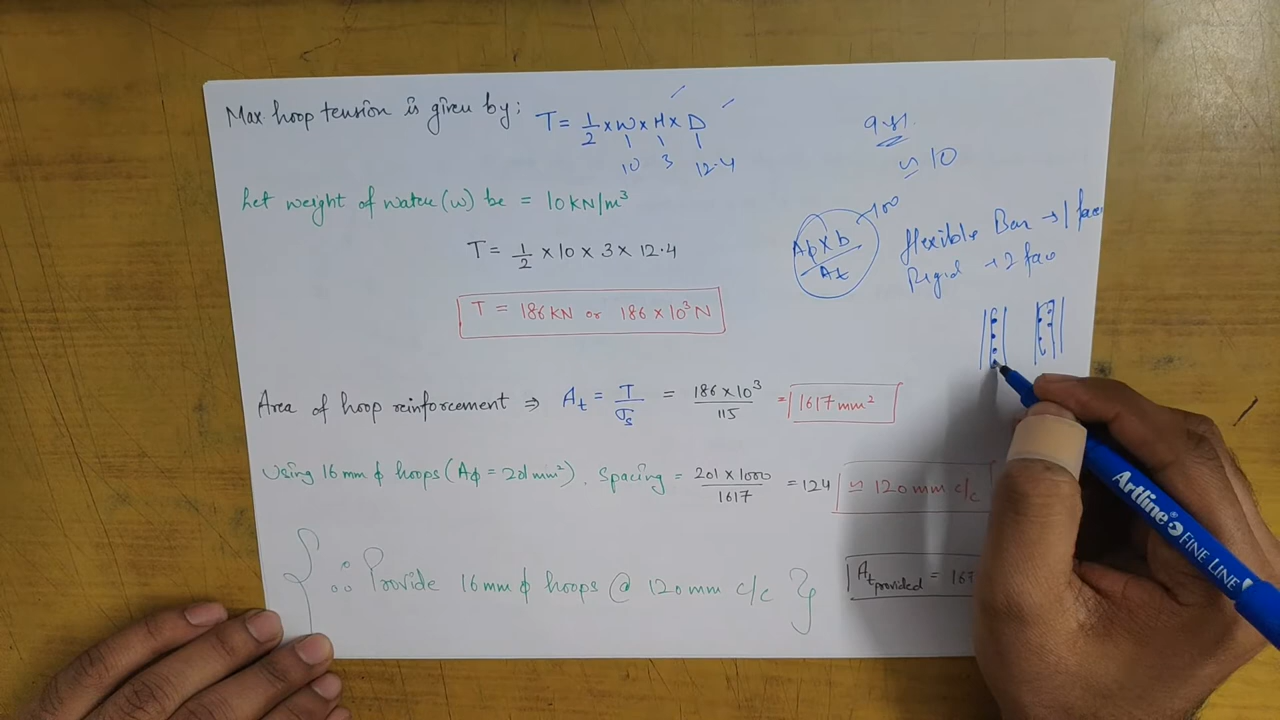 Max hoop tension is given by: T = 1/2 × W × H × D
10 3 12.4
9.81
≃ 10
Let weight of water (w) be = 10 KN/m³
T = 1/2 × 10 × 3 × 12.4
T = 186 KN or 186 × 10³ N
Ab × b / At
100
flexible Bar → 1 face
Rigid → 2 fac
Area of hoop reinforcement ⇒ At = T/σs = 186 × 10³ / 115 = 1617 mm²
Using 16 mm ϕ hoops (Aϕ = 201 mm²). Spacing = 201 × 1000 / 1617 = 124 ≃ 120 mm c/c
∴ Provide 16 mm ϕ hoops @ 120 mm c/c
At provided = 167
Artline FINE LINE